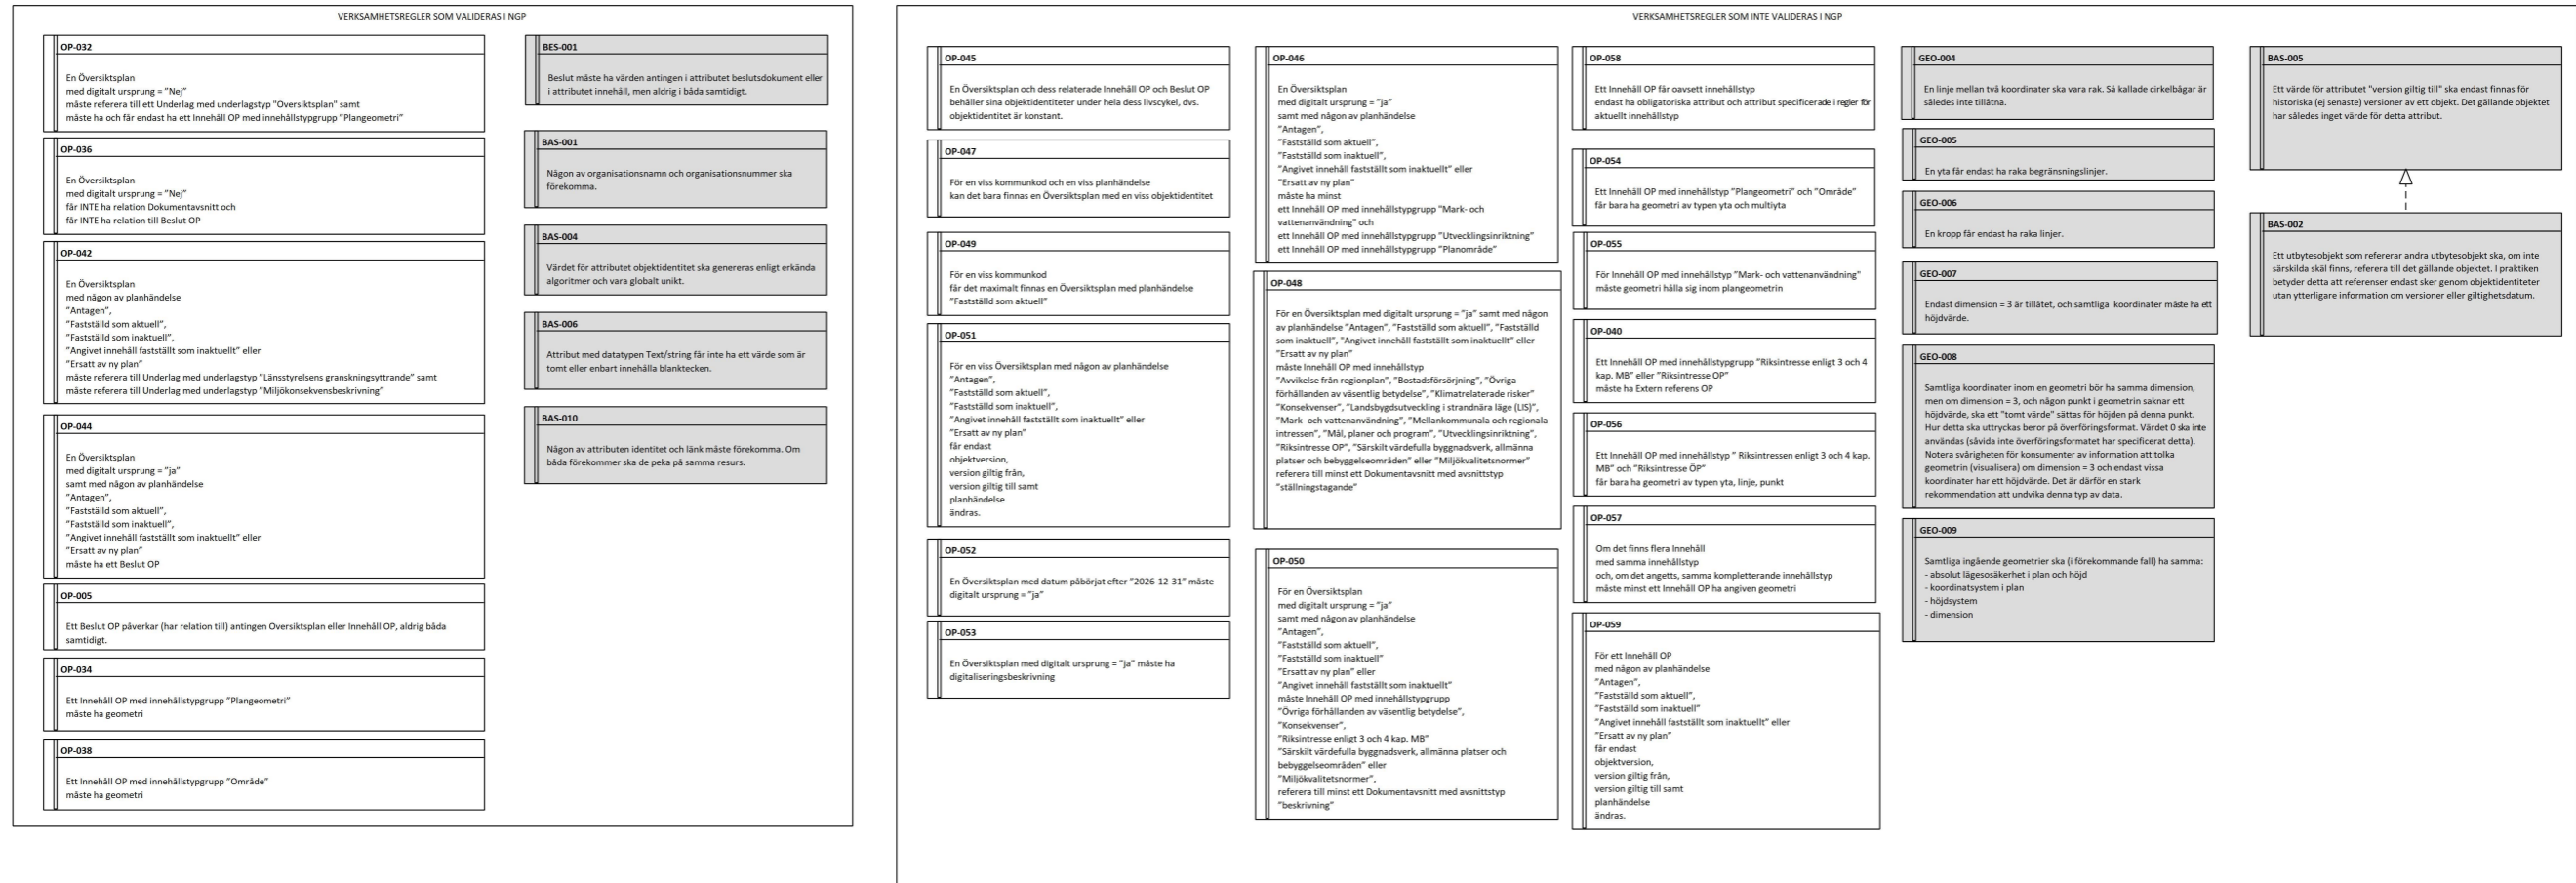 VERKSAMHETSREGLER SOM VALIDERAS I NGP
OP-032
En Översiktsplan
med digitalt ursprung = "Nej"
måste referera till ett Underlag med underlagstyp "Översiktsplan" samt
måste ha och får endast ha ett Innehåll OP med innehållstypgrupp "Plangeometri"
OP-036
En Översiktsplan
med digitalt ursprung = "Nej"
får INTE ha relation Dokumentavsnitt och
får INTE ha relation till Beslut OP
OP-042
En Översiktsplan
med någon av planhändelse
"Antagen",
"Fastställd som aktuell",
"Fastställd som inaktuell",
"Angivet innehåll fastställt som inaktuellt" eller
"Ersatt av ny plan"
måste referera till Underlag med underlagstyp "Länsstyrelsens granskningsyttrande" samt
måste referera till Underlag med underlagstyp "Miljökonsekvensbeskrivning"
OP-044
En Översiktsplan
med digitalt ursprung = "ja"
samt med någon av planhändelse
"Antagen",
"Fastställd som aktuell",
"Fastställd som inaktuell",
"Angivet innehåll fastställt som inaktuellt" eller
"Ersatt av ny plan"
måste ha ett Beslut OP
OP-005
Ett Beslut OP påverkar (har relation till) antingen Översiktsplan eller Innehåll OP, aldrig båda
samtidigt.
OP-034
Ett Innehåll OP med innehållstypgrupp "Plangeometri"
måste ha geometri
OP-038
Ett Innehåll OP med innehållstypgrupp "Område"
måste ha geometri
BES-001
Beslut måste ha värden antingen i attributet beslutsdokument eller
i attributet innehåll, men aldrig i båda samtidigt.
BAS-001
Någon av organisationsnamn och organisationsnummer ska
förekomma.
BAS-004
Värdet för attributet objektidentitet ska genereras enligt erkända
algoritmer och vara globalt unikt.
BAS-006
Attribut med datatypen Text/string får inte ha ett värde som är
tomt eller enbart innehålla blanktecken.
BAS-010
Någon av attributen identitet och länk måste förekomma. Om
båda förekommer ska de peka på samma resurs.
VERKSAMHETSREGLER SOM INTE VALIDERAS I NGP
OP-045
En Översiktsplan och dess relaterade Innehåll OP och Beslut OP
behåller sina objektidentiteter under hela dess livscykel, dvs.
objektidentitet är konstant.
OP-047
För en viss kommunkod och en viss planhändelse
kan det bara finnas en Översiktsplan med en viss objektidentitet
OP-049
För en viss kommunkod
får det maximalt finnas en Översiktsplan med planhändelse
"Fastställd som aktuell"
OP-051
För en viss Översiktsplan med någon av planhändelse
"Antagen",
"Fastställd som aktuell",
"Fastställd som inaktuell",
"Angivet innehåll fastställt som inaktuellt" eller
"Ersatt av ny plan"
får endast
objektversion,
version giltig från,
version giltig till samt
planhändelse
ändras.
OP-052
En Översiktsplan med datum påbörjat efter "2026-12-31" måste
digitalt ursprung = "ja"
OP-053
En Översiktsplan med digitalt ursprung = "ja" måste ha
digitaliseringsbeskrivning
OP-046
En Översiktsplan
med digitalt ursprung = "ja"
samt med någon av planhändelse
"Antagen",
"Fastställd som aktuell",
"Fastställd som inaktuell",
"Angivet innehåll fastställt som inaktuellt" eller
"Ersatt av ny plan"
måste ha minst
ett Innehåll OP med innehållstypgrupp "Mark- och
vattenanvändning" och
ett Innehåll OP med innehållstypgrupp "Utvecklingsinriktning"
ett Innehåll OP med innehållstypgrupp "Planområde"
OP-048
För en Översiktsplan med digitalt ursprung = "ja" samt med någon
av planhändelse "Antagen", "Fastställd som aktuell", "Fastställd
som inaktuell", "Angivet innehåll fastställt som inaktuellt" eller
"Ersatt av ny plan"
måste Innehåll OP med innehållstyp
"Avvikelse från regionplan", "Bostadsförsörjning", "Övriga
förhållanden av väsentlig betydelse", "Klimatrelaterade risker"
"Konsekvenser", "Landsbygdsutveckling i strandnära läge (LIS)",
"Mark- och vattenanvändning", "Mellankommunala och regionala
intressen", "Mål, planer och program", "Utvecklingsinriktning",
"Riksintresse OP", "Särskilt värdefulla byggnadsverk, allmänna
platser och bebyggelseområden" eller "Miljökvalitetsnormer"
referera till minst ett Dokumentavsnitt med avsnittstyp
"ställningstagande"
OP-050
För en Översiktsplan
med digitalt ursprung = "ja"
samt med någon av planhändelse
"Antagen",
"Fastställd som aktuell",
"Fastställd som inaktuell"
"Ersatt av ny plan" eller
"Angivet innehåll fastställt som inaktuellt"
måste Innehåll OP med innehållstypgrupp
"Övriga förhållanden av väsentlig betydelse",
"Konsekvenser",
"Riksintresse enligt 3 och 4 kap. MB"
"Särskilt värdefulla byggnadsverk, allmänna platser och
bebyggelseområden" eller
"Miljökvalitetsnormer",
referera till minst ett Dokumentavsnitt med avsnittstyp
"beskrivning"
OP-058
Ett Innehåll OP får oavsett innehållstyp
endast ha obligatoriska attribut och attribut specificerade i regler för
aktuellt innehållstyp
OP-054
Ett Innehåll OP med innehållstyp "Plangeometri" och "Område"
får bara ha geometri av typen yta och multiyta
OP-055
För Innehåll OP med innehållstyp "Mark- och vattenanvändning"
måste geometri hålla sig inom plangeometrin
OP-040
Ett Innehåll OP med innehållstypgrupp "Riksintresse enligt 3 och 4
kap. MB" eller "Riksintresse OP"
måste ha Extern referens OP
OP-056
Ett Innehåll OP med innehållstyp " Riksintressen enligt 3 och 4 kap.
MB" och "Riksintresse ÖP"
får bara ha geometri av typen yta, linje, punkt
OP-057
Om det finns flera Innehåll
med samma innehållstyp
och, om det angetts, samma kompletterande innehållstyp
måste minst ett Innehåll OP ha angiven geometri
OP-059
För ett Innehåll OP
med någon av planhändelse
"Antagen",
"Fastställd som aktuell",
"Fastställd som inaktuell"
"Angivet innehåll fastställt som inaktuellt" eller
"Ersatt av ny plan"
får endast
objektversion,
version giltig från,
version giltig till samt
planhändelse
ändras.
GEO-004
En linje mellan två koordinater ska vara rak. Så kallade cirkelbågar är
således inte tillåtna.
GEO-005
En yta får endast ha raka begränsningslinjer.
GEO-006
En kropp får endast ha raka linjer.
GEO-007
Endast dimension = 3 är tillåtet, och samtliga koordinater måste ha ett
höjdvärde.
GEO-008
Samtliga koordinater inom en geometri bör ha samma dimension,
men om dimension = 3, och någon punkt i geometrin saknar ett
höjdvärde, ska ett "tomt värde" sättas för höjden på denna punkt.
Hur detta ska uttryckas beror på överföringsformat. Värdet 0 ska inte
användas (såvida inte överföringsformatet har specificerat detta).
Notera svårigheten för konsumenter av information att tolka
geometrin (visualisera) om dimension = 3 och endast vissa
koordinater har ett höjdvärde. Det är därför en stark
rekommendation att undvika denna typ av data.
GEO-009
Samtliga ingående geometrier ska (i förekommande fall) ha samma:
- absolut lägesosäkerhet i plan och höjd
- koordinatsystem i plan
- höjdsystem
- dimension
BAS-005
Ett värde för attributet "version giltig till" ska endast finnas för
historiska (ej senaste) versioner av ett objekt. Det gällande objektet
har således inget värde för detta attribut.
BAS-002
Ett utbytesobjekt som refererar andra utbytesobjekt ska, om inte
särskilda skäl finns, referera till det gällande objektet. I praktiken
betyder detta att referenser endast sker genom objektidentiteter
utan ytterligare information om versioner eller giltighetsdatum.